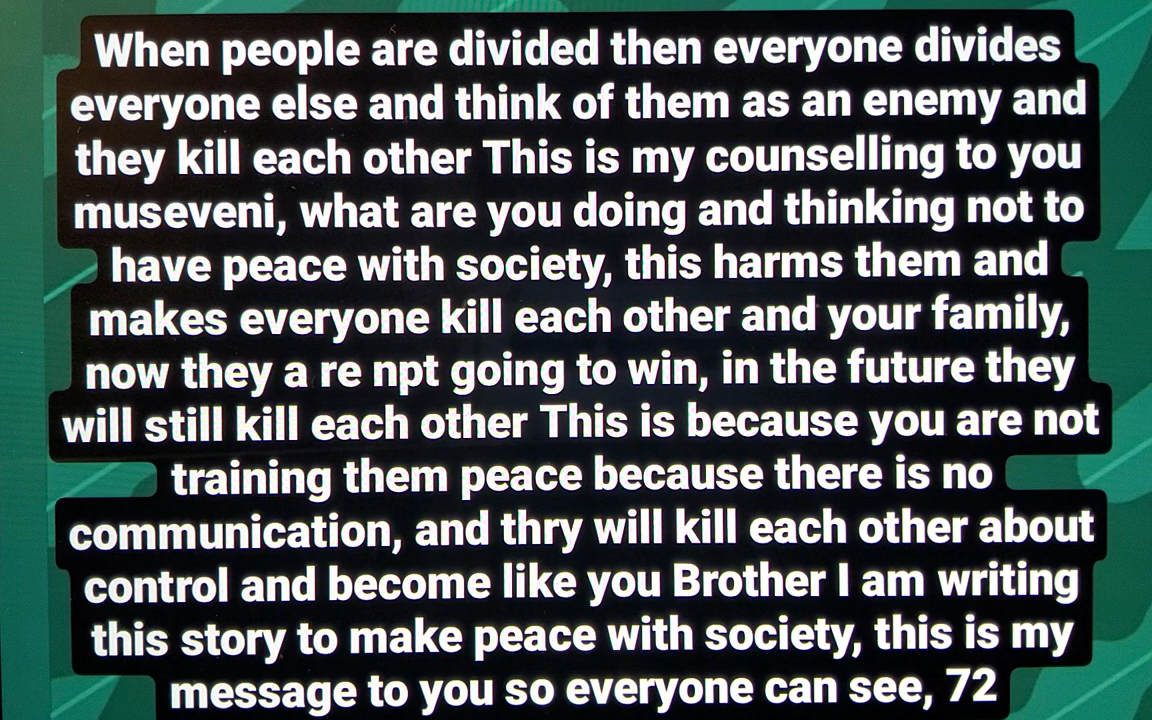 When people are divided then everyone divides
everyone else and think of them as an enemy and
they kill each other This is my counselling to you
museveni, what are you doing and thinking not to
have peace with society, this harms them and
makes everyone kill each other and your family,
now they a re npt going to win, in the future they
will still kill each other This is because you are not
training them peace because there is no
communication, and thry will kill each other about
control and become like you Brother I am writing
this story to make peace with society, this is my
message to you so everyone can see, 72